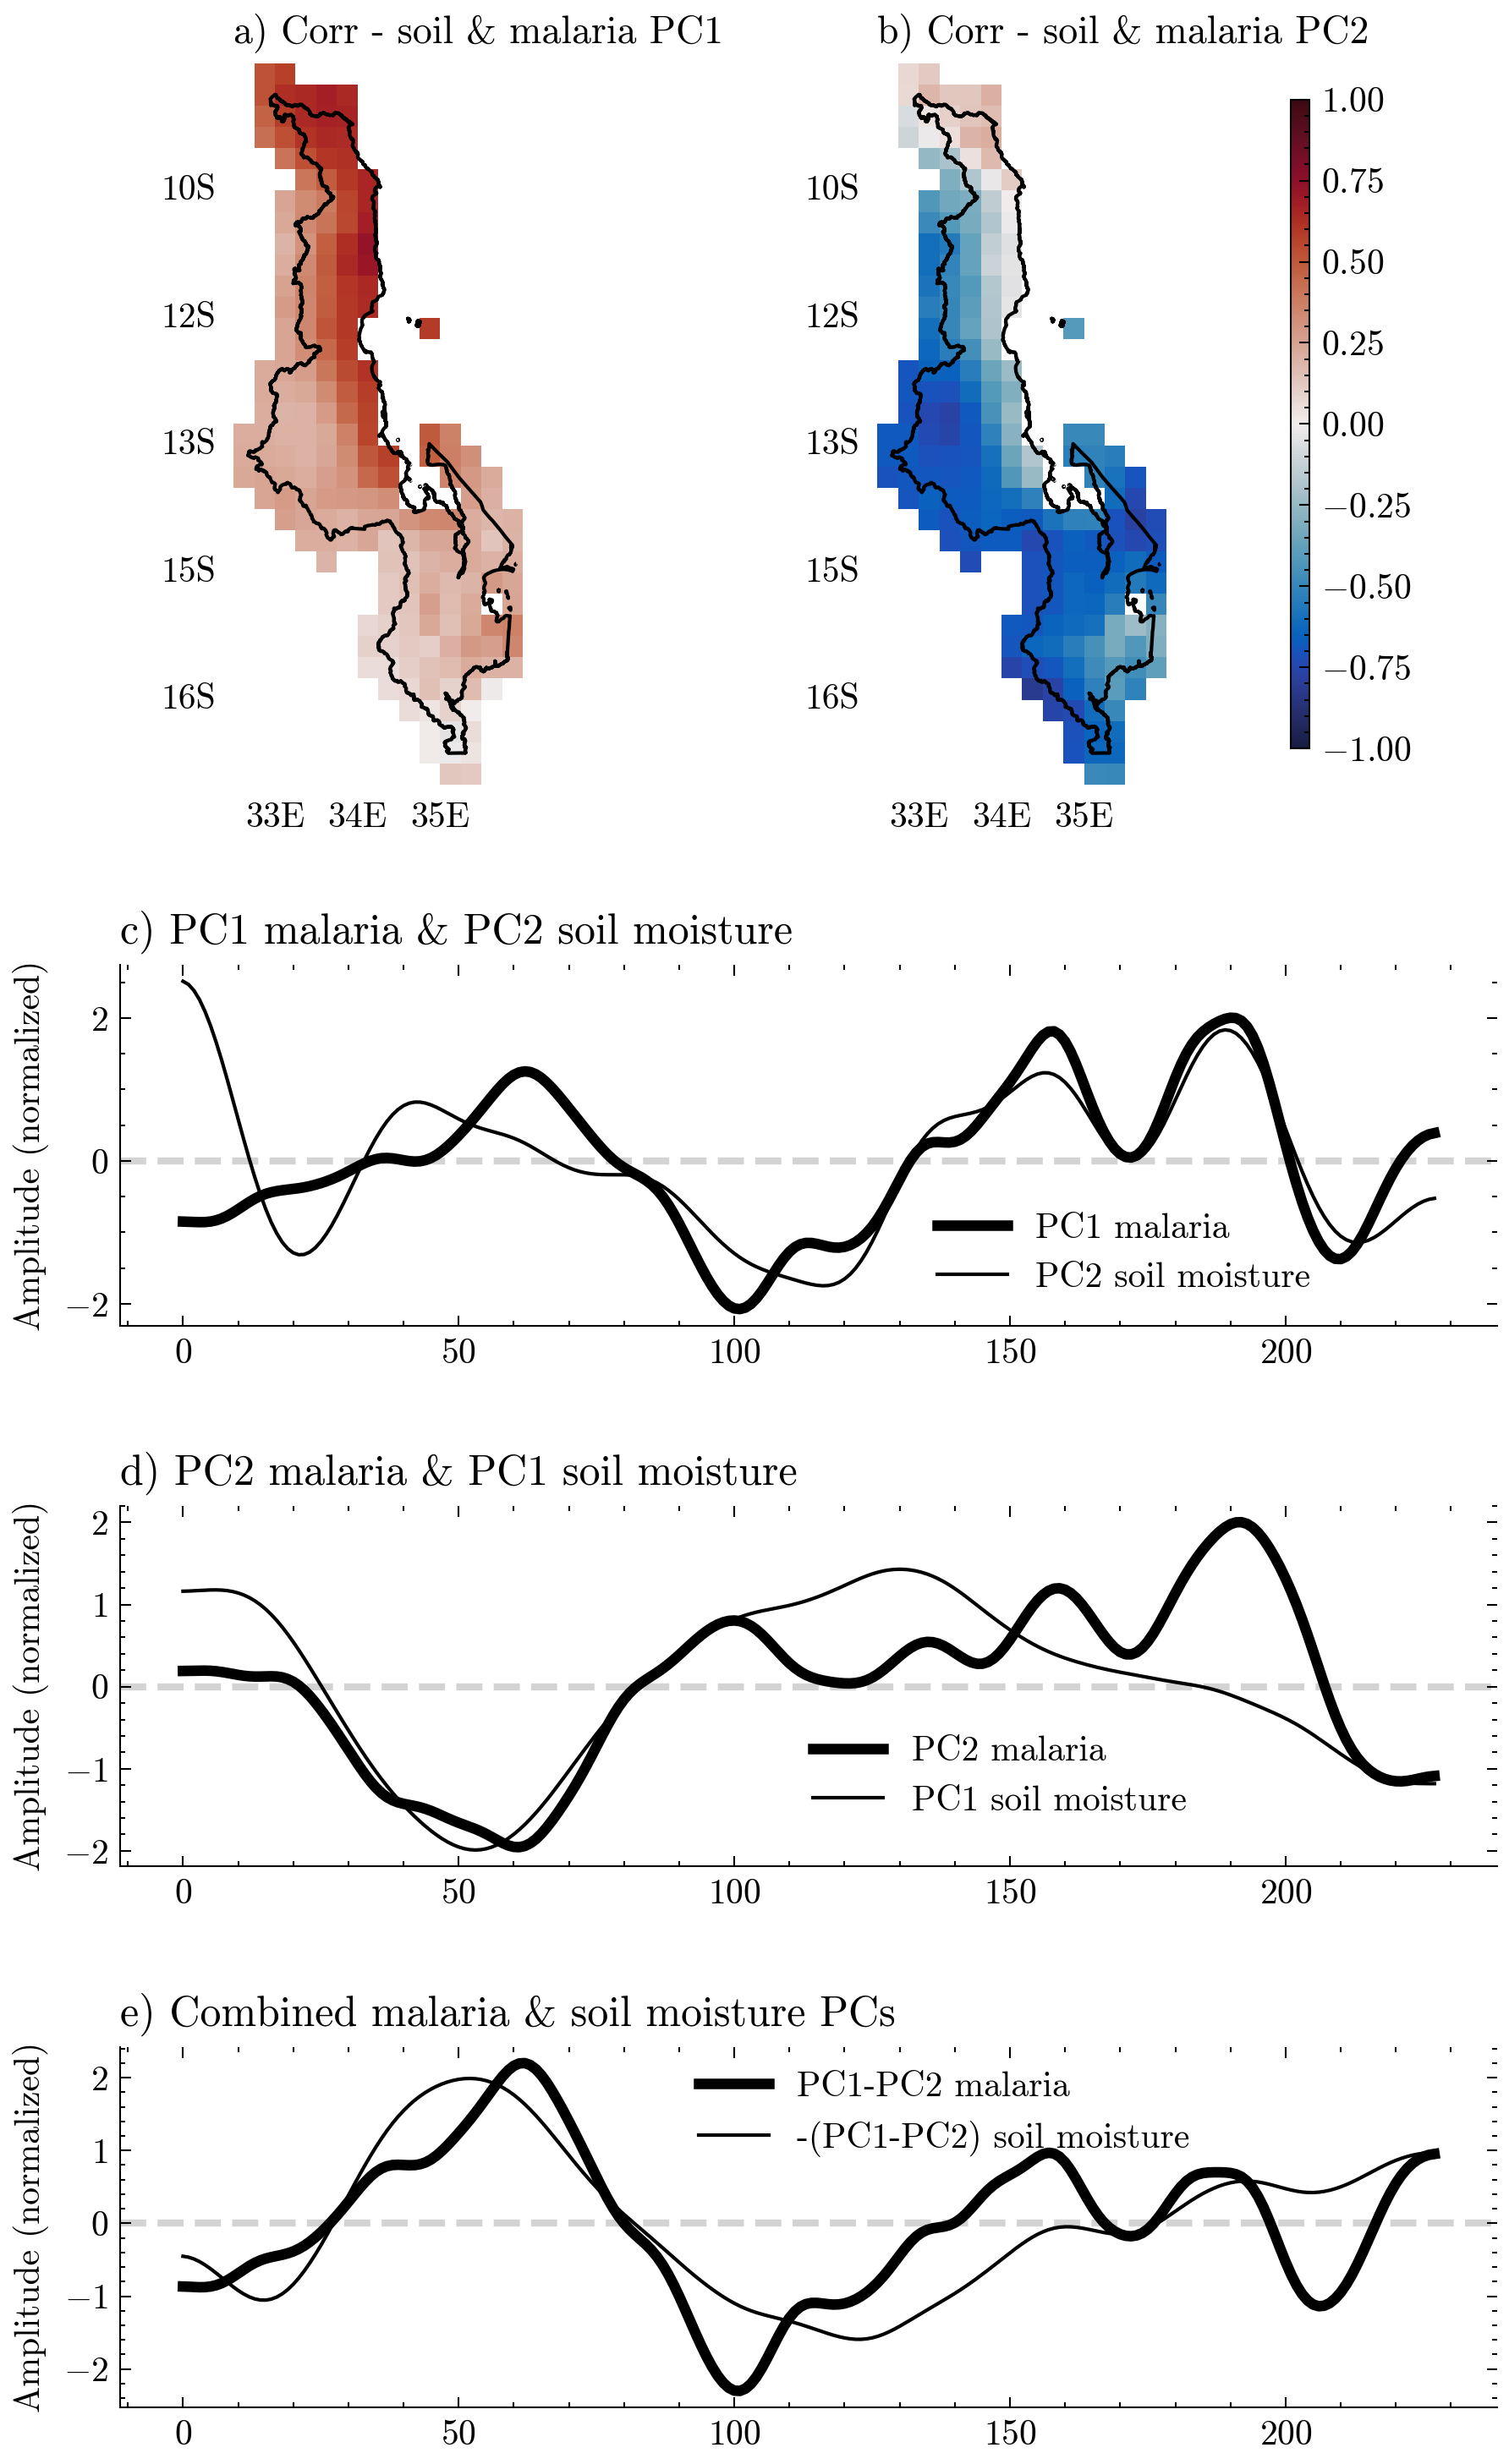 a) Corr - soil & malaria PC1
b) Corr - soil & malaria PC2
10S
12S
13S
15S
16S
33E 34E 35E
10S
12S
13S
15S
16S
33E 34E 35E
1.00
0.75
0.50
0.25
0.00
−0.25
−0.50
−0.75
−1.00
c) PC1 malaria & PC2 soil moisture
Amplitude (normalized)
2
0
−2
PC1 malaria
PC2 soil moisture
0 50 100 150 200
d) PC2 malaria & PC1 soil moisture
Amplitude (normalized)
2
1
0
−1
−2
PC2 malaria
PC1 soil moisture
0 50 100 150 200
e) Combined malaria & soil moisture PCs
Amplitude (normalized)
2
1
0
−1
−2
PC1-PC2 malaria
-(PC1-PC2) soil moisture
0 50 100 150 200